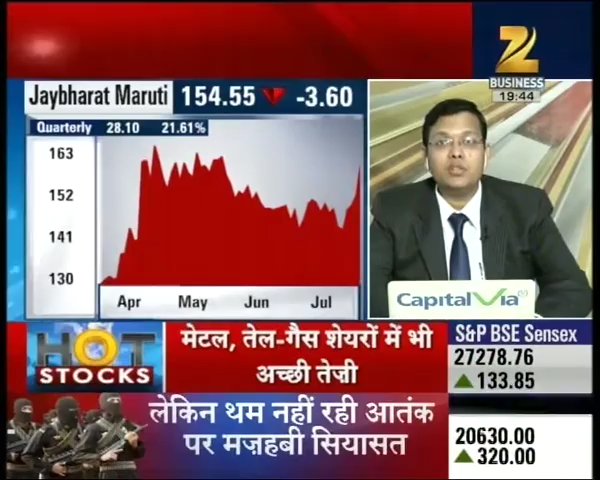 Z
BUSINESS
19:44
Jaybharat Maruti 154.55 -3.60
Quarterly 28.10 21.61%
163
152
141
130
Apr May Jun Jul
CapitalVia
HOT
STOCKS
मेटल, तेल-गैस शेयरों में भी
अच्छी तेज़ी
S&P BSE Sensex
27278.76
133.85
लेकिन थम नहीं रही आतंक
पर मज़हबी सियासत
20630.00
320.00